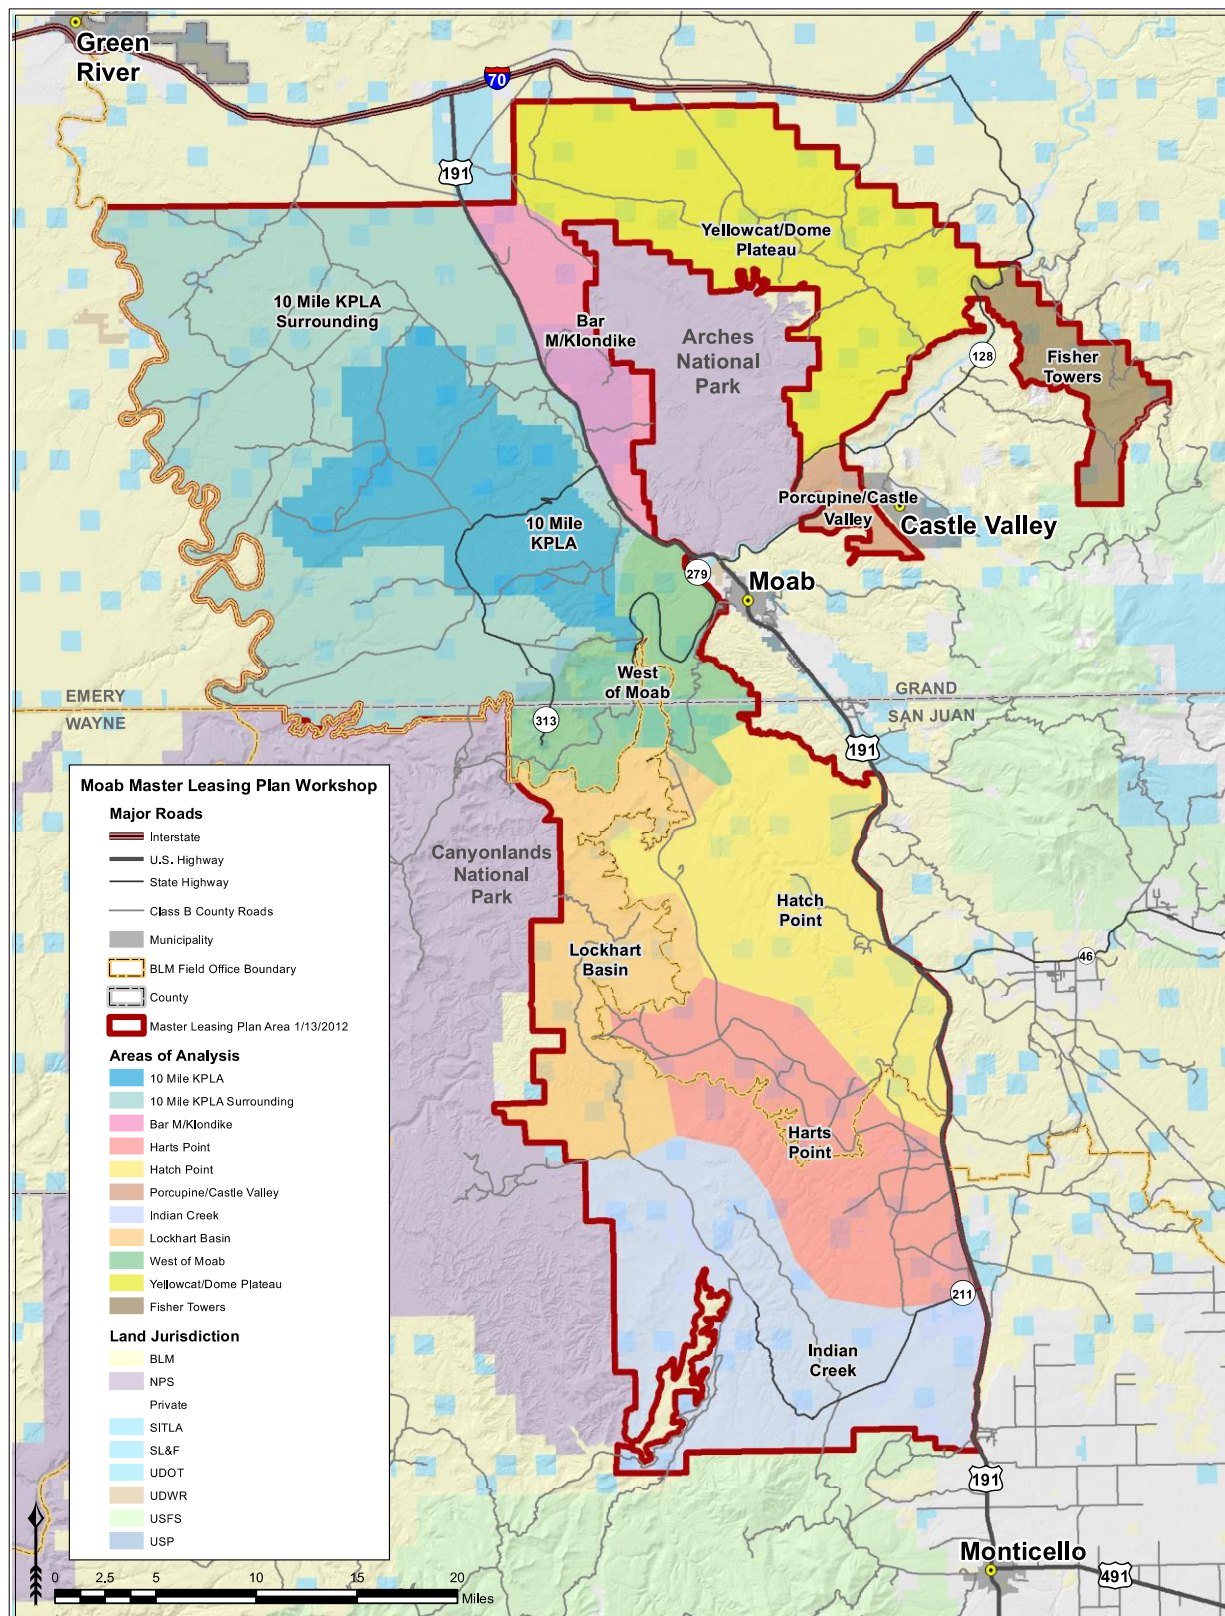 Green
River
70
191
Yellowcat/Dome
Plateau
10 Mile KPLA
Surrounding
Bar
M/Klondike
Arches
National
Park
128
Fisher
Towers
Porcupine/Castle
Valley
Castle Valley
10 Mile
KPLA
279
Moab
West
of Moab
EMERY
WAYNE
GRAND
SAN JUAN
313
191
Moab Master Leasing Plan Workshop
Major Roads
Interstate
U.S. Highway
State Highway
Class B County Roads
Municipality
BLM Field Office Boundary
County
Master Leasing Plan Area 1/13/2012
Areas of Analysis
10 Mile KPLA
10 Mile KPLA Surrounding
Bar M/Klondike
Harts Point
Hatch Point
Porcupine/Castle Valley
Indian Creek
Lockhart Basin
West of Moab
Yellowcat/Dome Plateau
Fisher Towers
Land Jurisdiction
BLM
NPS
Private
SITLA
SL&F
UDOT
UDWR
USFS
USP
Canyonlands
National
Park
Hatch
Point
Lockhart
Basin
46
Harts
Point
211
Indian
Creek
191
Monticello
491
0 2.5 5 10 15 20
Miles